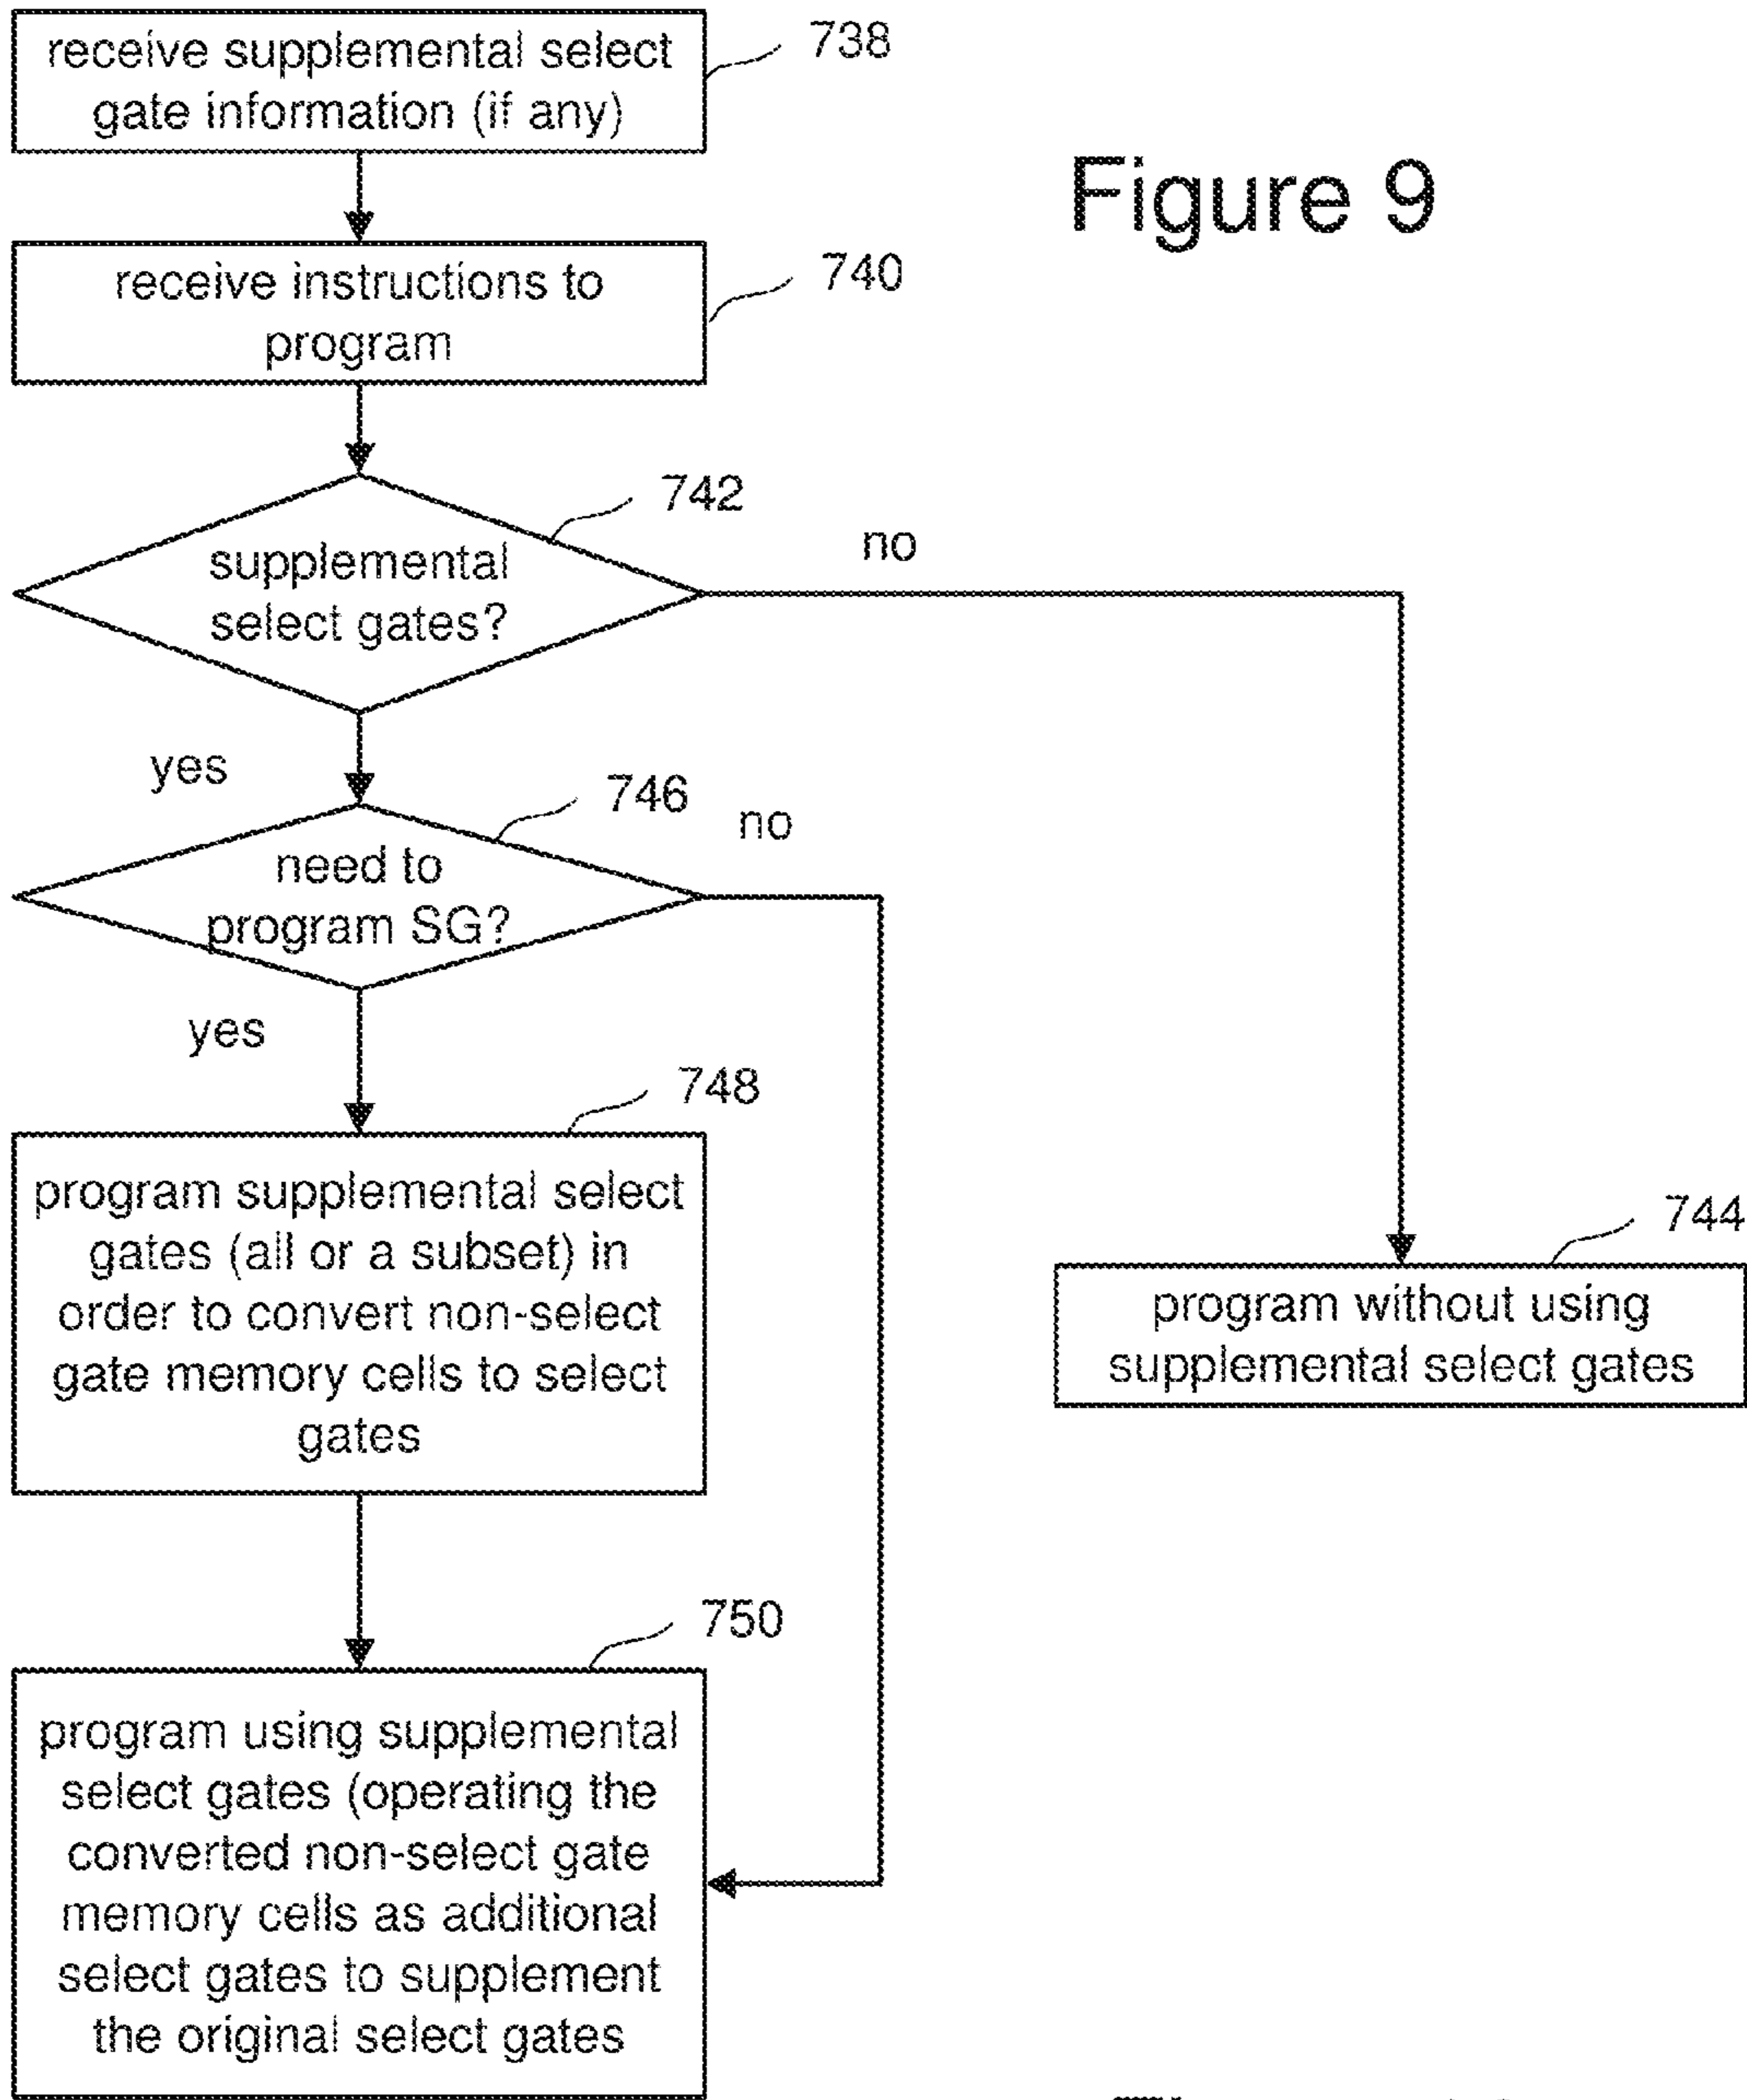 receive supplemental select
gate information (if any)
738
Figure 9
receive instructions to
program
740
supplemental
select gates?
742
no
yes
need to
program SG?
746
no
yes
748
program supplemental select
gates (all or a subset) in
order to convert non-select
gate memory cells to select
gates
744
program without using
supplemental select gates
750
program using supplemental
select gates (operating the
converted non-select gate
memory cells as additional
select gates to supplement
the original select gates